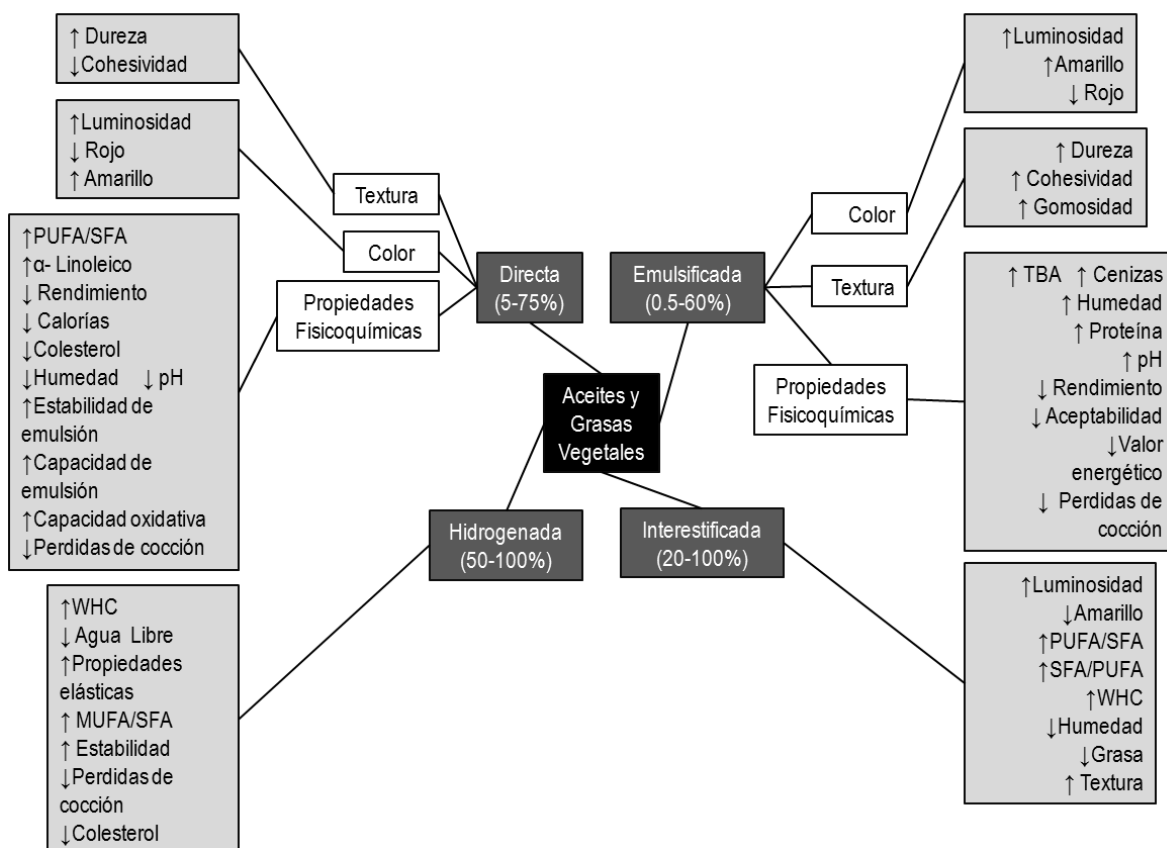 ↑ Dureza
↓Cohesividad
↑Luminosidad
↓ Rojo
↑ Amarillo
↑PUFA/SFA
↑α- Linoleico
↓ Rendimiento
↓ Calorías
↓Colesterol
↓Humedad ↓ pH
↑Estabilidad de
emulsión
↑Capacidad de
emulsión
↑Capacidad oxidativa
↓Perdidas de cocción
↑WHC
↓ Agua Libre
↑Propiedades
elásticas
↑ MUFA/SFA
↑ Estabilidad
↓Perdidas de
cocción
↓Colesterol
Textura
Color
Propiedades
Fisicoquímicas
Directa
(5-75%)
Emulsificada
(0.5-60%)
Aceites y
Grasas
Vegetales
Hidrogenada
(50-100%)
Interestificada
(20-100%)
Color
Textura
Propiedades
Fisicoquímicas
↑Luminosidad
↑Amarillo
↓ Rojo
↑ Dureza
↑ Cohesividad
↑ Gomosidad
↑ TBA ↑ Cenizas
↑ Humedad
↑ Proteína
↑ pH
↓ Rendimiento
↓Aceptabilidad
↓Valor
energético
↓ Perdidas de
cocción
↑Luminosidad
↓Amarillo
↑PUFA/SFA
↑SFA/PUFA
↑WHC
↓Humedad
↓Grasa
↑ Textura